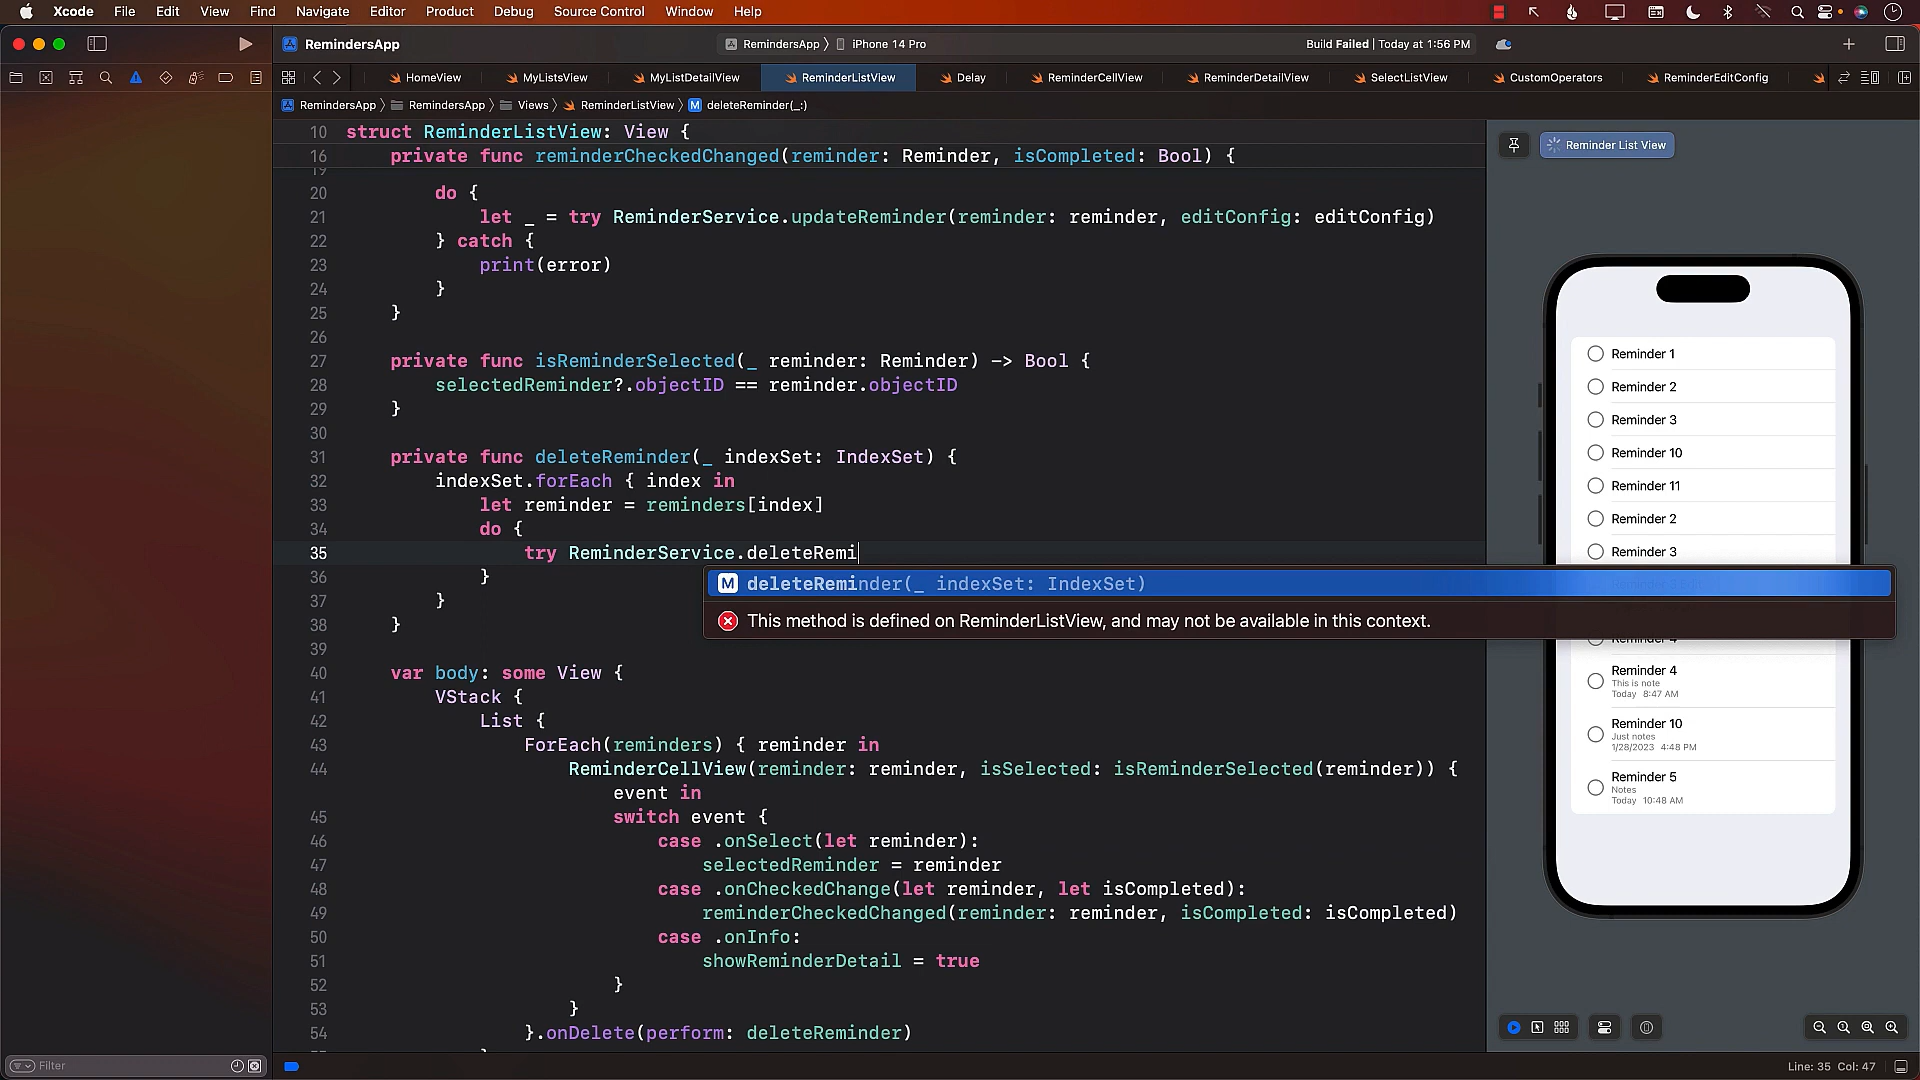 Xcode File Edit View Find Navigate Editor Product Debug Source Control Window Help
RemindersApp
RemindersApp 〉 iPhone 14 Pro
Build Failed | Today at 1:56 PM
HomeView MyListsView MyListDetailView ReminderListView Delay ReminderCellView ReminderDetailView SelectListView CustomOperators ReminderEditConfig
RemindersApp 〉 RemindersApp 〉 Views 〉 ReminderListView 〉 M deleteReminder(_:)
10 struct ReminderListView: View {
16 private func reminderCheckedChanged(reminder: Reminder, isCompleted: Bool) {
19
20 do {
21 let _ = try ReminderService.updateReminder(reminder: reminder, editConfig: editConfig)
22 } catch {
23 print(error)
24 }
25 }
26
27 private func isReminderSelected(_ reminder: Reminder) -> Bool {
28 selectedReminder?.objectID == reminder.objectID
29 }
30
31 private func deleteReminder(_ indexSet: IndexSet) {
32 indexSet.forEach { index in
33 let reminder = reminders[index]
34 do {
35 try ReminderService.deleteRemi
36 }
37 }
38 }
39
40 var body: some View {
41 VStack {
42 List {
43 ForEach(reminders) { reminder in
44 ReminderCellView(reminder: reminder, isSelected: isReminderSelected(reminder)) {
event in
45 switch event {
46 case .onSelect(let reminder):
47 selectedReminder = reminder
48 case .onCheckedChange(let reminder, let isCompleted):
49 reminderCheckedChanged(reminder: reminder, isCompleted: isCompleted)
50 case .onInfo:
51 showReminderDetail = true
52 }
53 }
54 }.onDelete(perform: deleteReminder)
M deleteReminder(_ indexSet: IndexSet)
This method is defined on ReminderListView, and may not be available in this context.
Reminder List View
Reminder 1
Reminder 2
Reminder 3
Reminder 10
Reminder 11
Reminder 2
Reminder 3
Reminder 4
Reminder 4
This is note
Today 8:47 AM
Reminder 10
Just notes
1/28/2023 4:48 PM
Reminder 5
Notes
Today 10:48 AM
Filter
Line: 35 Col: 47